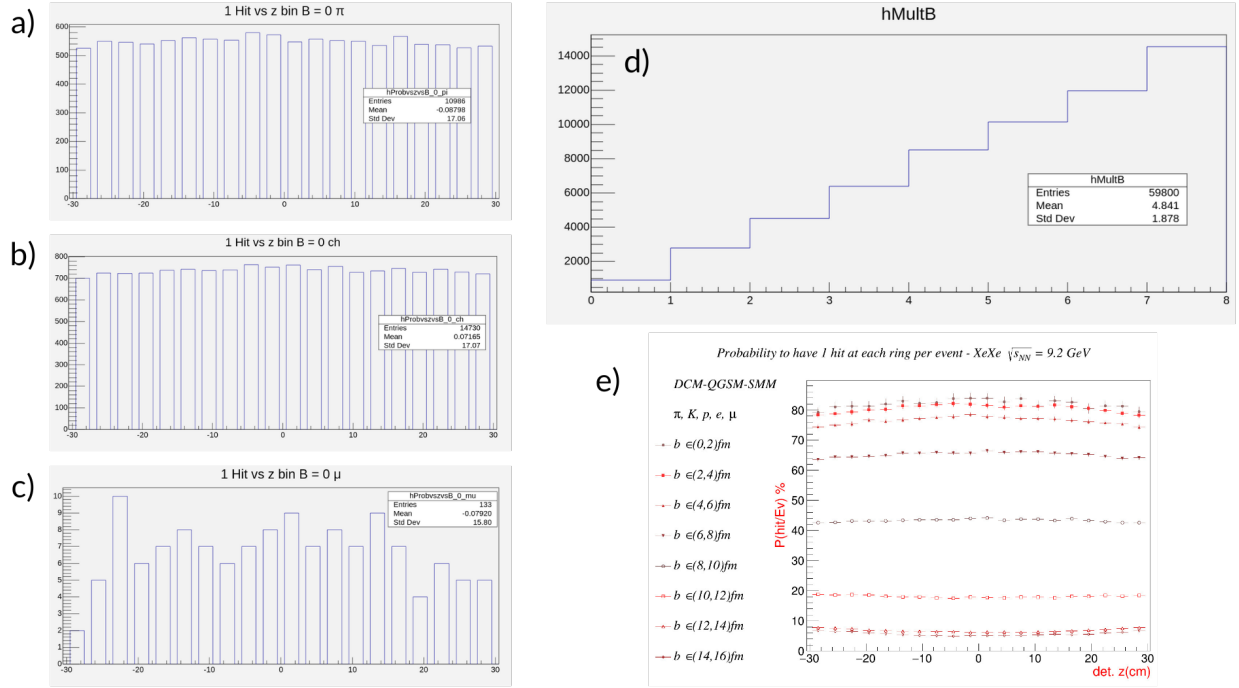 a)
1 Hit vs z bin B = 0 π
600
500
400
300
200
100
0
hProbvszvsB_0_pi
Entries 10986
Mean -0.08798
Std Dev 17.06
-30 -20 -10 0 10 20 30
b)
1 Hit vs z bin B = 0 ch
800
700
600
500
400
300
200
100
0
hProbvszvsB_0_ch
Entries 14730
Mean 0.07165
Std Dev 17.07
-30 -20 -10 0 10 20 30
c)
1 Hit vs z bin B = 0 μ
10
9
8
7
6
5
4
3
2
1
0
hProbvszvsB_0_mu
Entries 133
Mean -0.07920
Std Dev 15.80
-30 -20 -10 0 10 20 30
hMultB
d)
14000
12000
10000
8000
6000
4000
2000
hMultB
Entries 59800
Mean 4.841
Std Dev 1.878
0 1 2 3 4 5 6 7 8
e)
Probability to have 1 hit at each ring per event - XeXe √sNN = 9.2 GeV
DCM-QGSM-SMM
π, K, p, e, μ
b ∈(0,2)fm
b ∈(2,4)fm
b ∈(4,6)fm
b ∈(6,8)fm
b ∈(8,10)fm
b ∈(10,12)fm
b ∈(12,14)fm
b ∈(14,16)fm
P(hit/Ev) %
80
70
60
50
40
30
20
10
0
−30 −20 −10 0 10 20 30
det. z(cm)